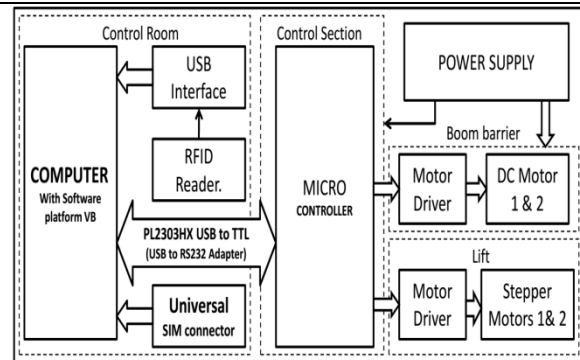 Control Room
COMPUTER
With Software
platform VB
USB
Interface
RFID
Reader.
PL2303HX USB to TTL
(USB to RS232 Adapter)
Universal
SIM connector
Control Section
MICRO
CONTROLLER
POWER SUPPLY
Boom barrier
Motor
Driver
DC Motor
1 & 2
Lift
Motor
Driver
Stepper
Motors 1& 2